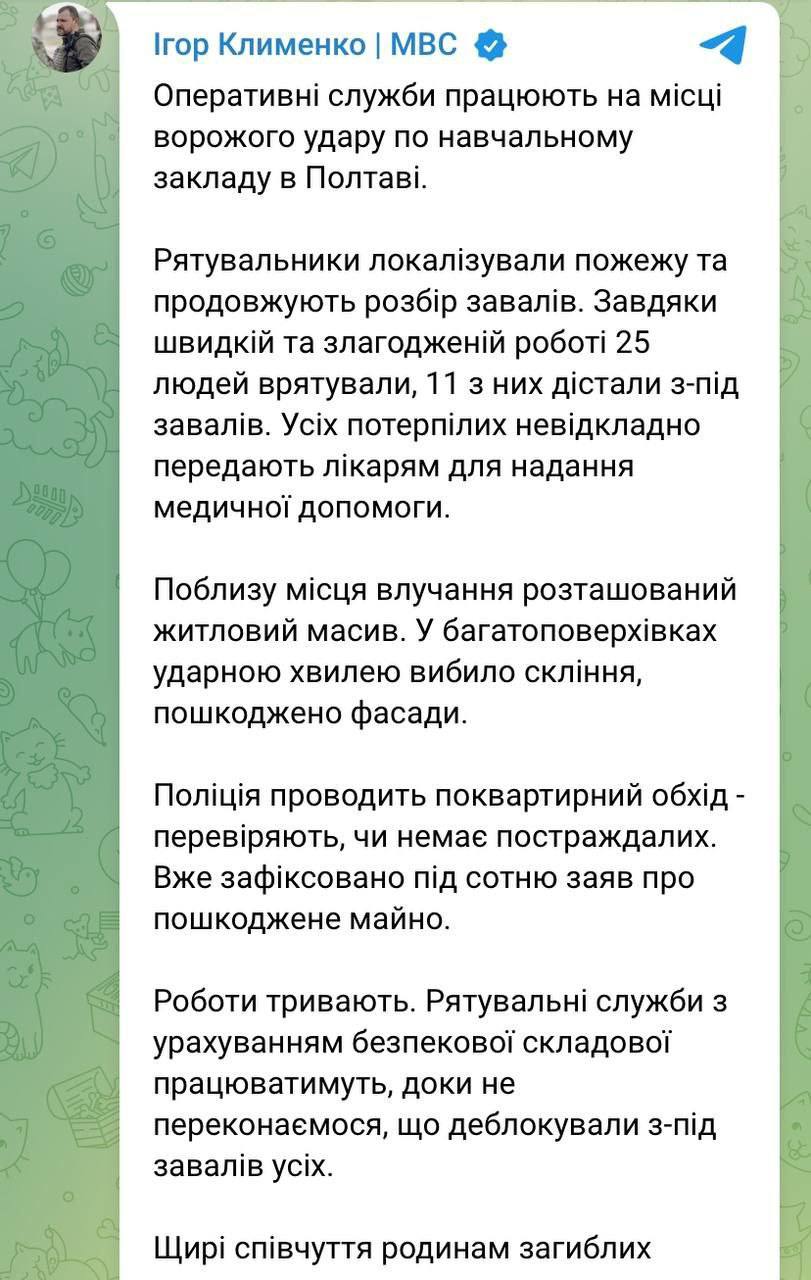 Ігор Клименко | МВС
Оперативні служби працюють на місці
ворожого удару по навчальному
закладу в Полтаві.
Рятувальники локалізували пожежу та
продовжують розбір завалів. Завдяки
швидкій та злагодженій роботі 25
людей врятували, 11 з них дістали з-під
завалів. Усіх потерпілих невідкладно
передають лікарям для надання
медичної допомоги.
Поблизу місця влучання розташований
житловий масив. У багатоповерхівках
ударною хвилею вибило скління,
пошкоджено фасади.
Поліція проводить поквартирний обхід -
перевіряють, чи немає постраждалих.
Вже зафіксовано під сотню заяв про
пошкоджене майно.
Роботи тривають. Рятувальні служби з
урахуванням безпекової складової
працюватимуть, доки не
переконаємося, що деблокували з-під
завалів усіх.
Щирі співчуття родинам загиблих